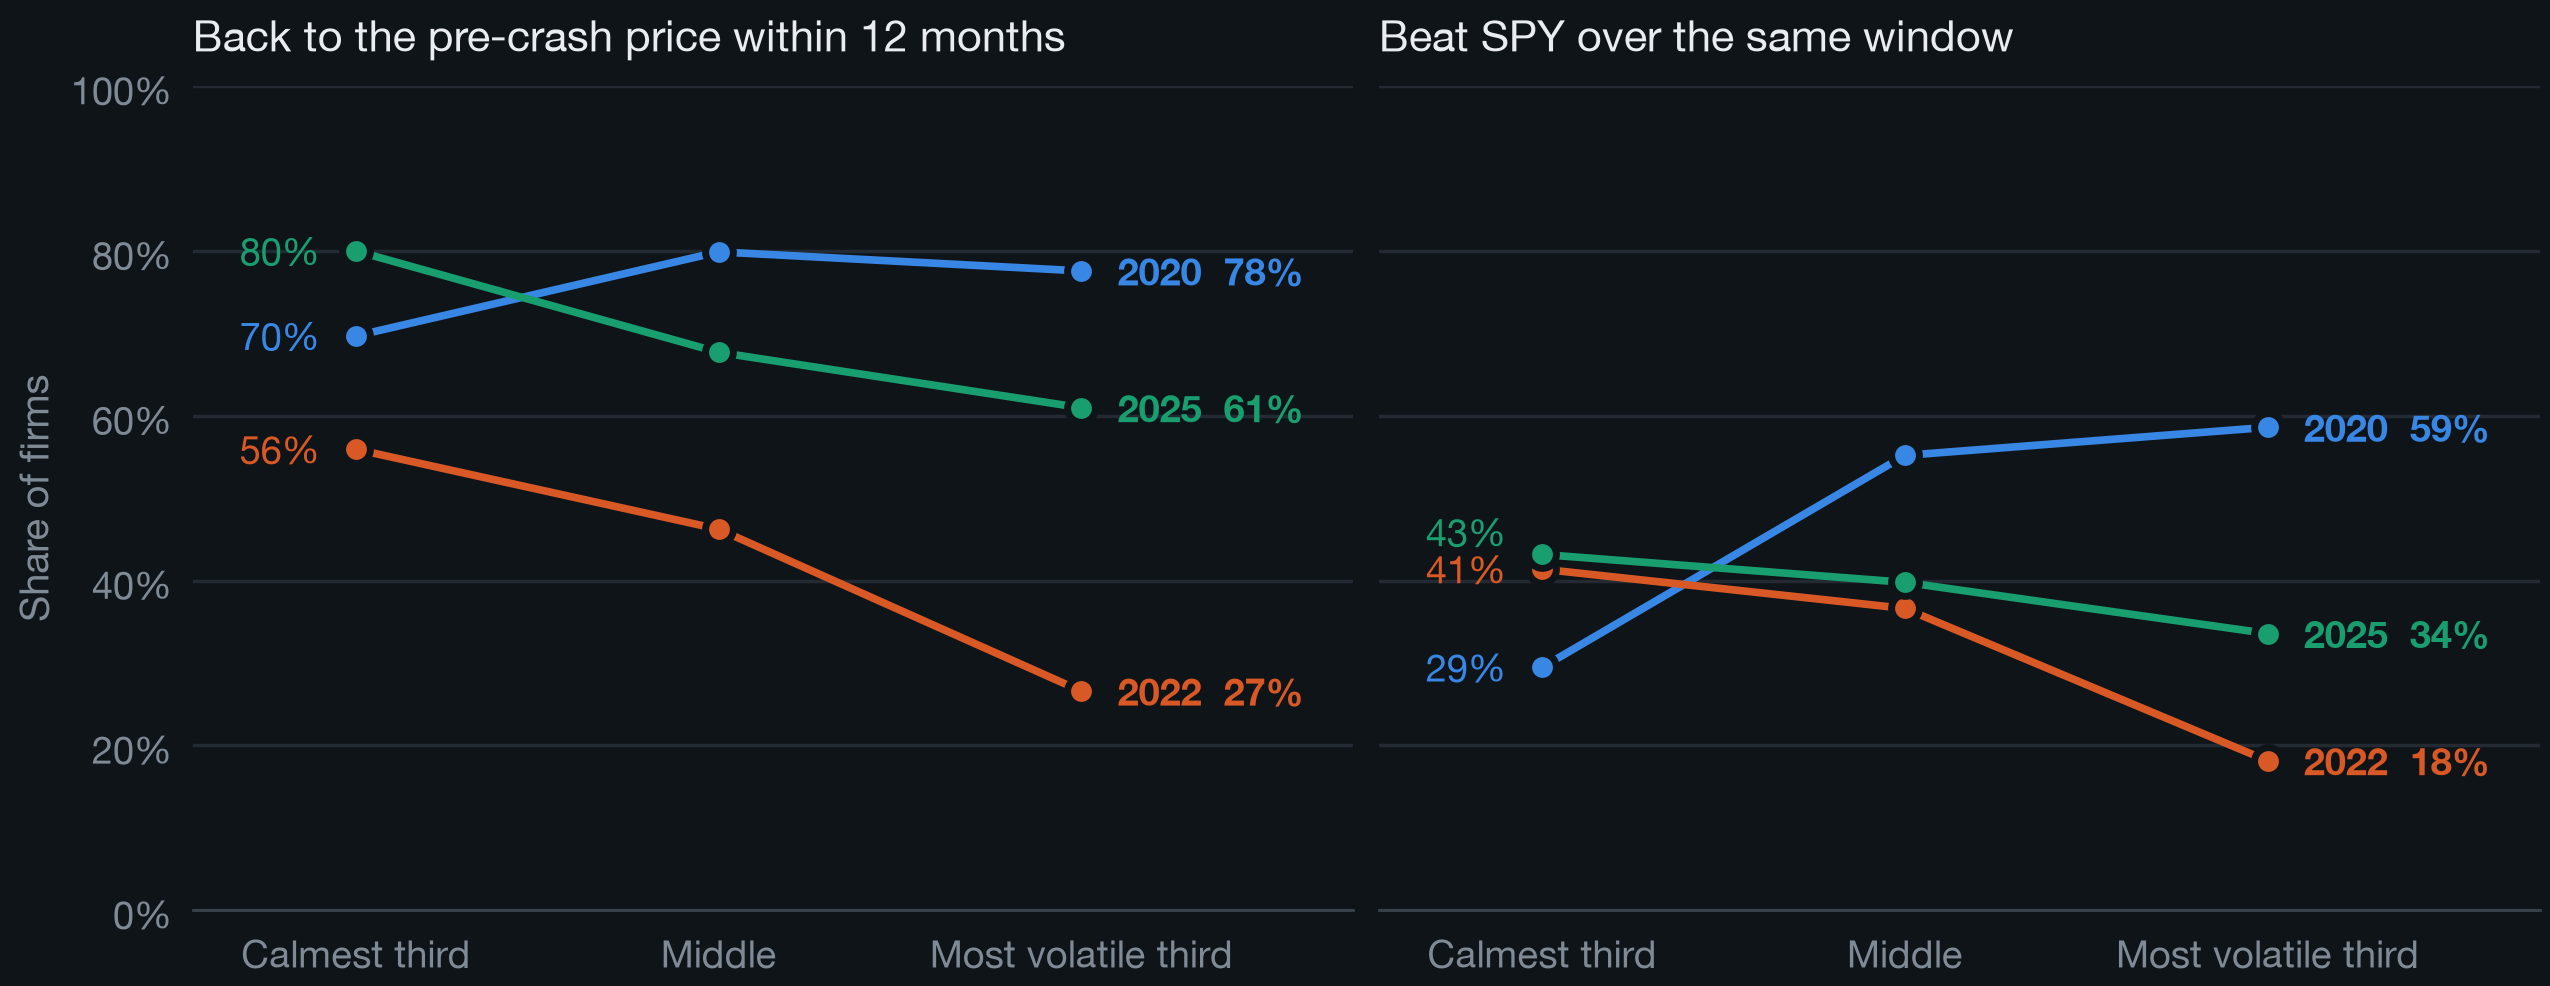 Back to the pre-crash price within 12 months
Share of firms
100%
80%
60%
40%
20%
0%
80%
70%
56%
2020 78%
2025 61%
2022 27%
Calmest third
Middle
Most volatile third
Beat SPY over the same window
43%
41%
29%
2020 59%
2025 34%
2022 18%
Calmest third
Middle
Most volatile third